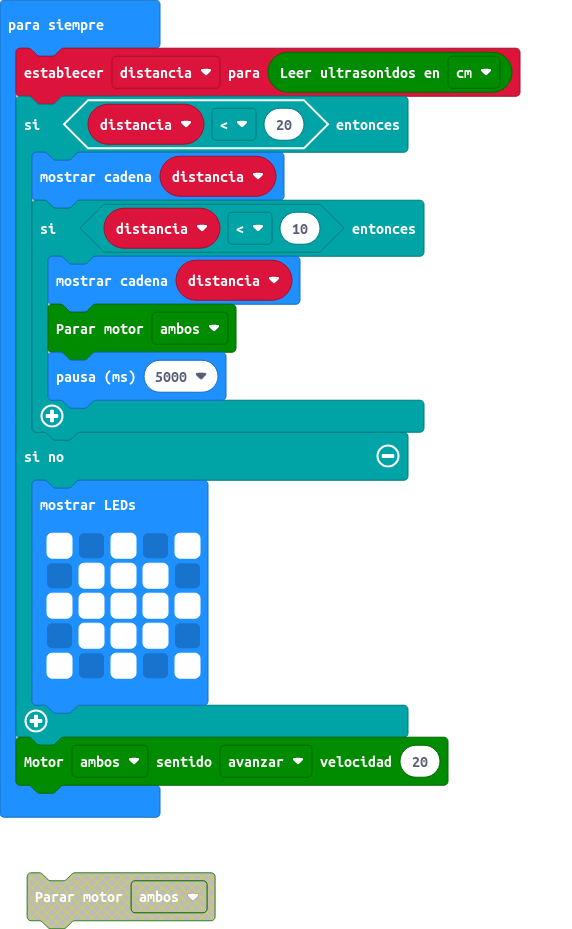 para siempre
establecer distancia para Leer ultrasonidos en cm
si distancia < 20 entonces
mostrar cadena distancia
si distancia < 10 entonces
mostrar cadena distancia
Parar motor ambos
pausa (ms) 5000
si no
mostrar LEDs
Motor ambos sentido avanzar velocidad 20
Parar motor ambos